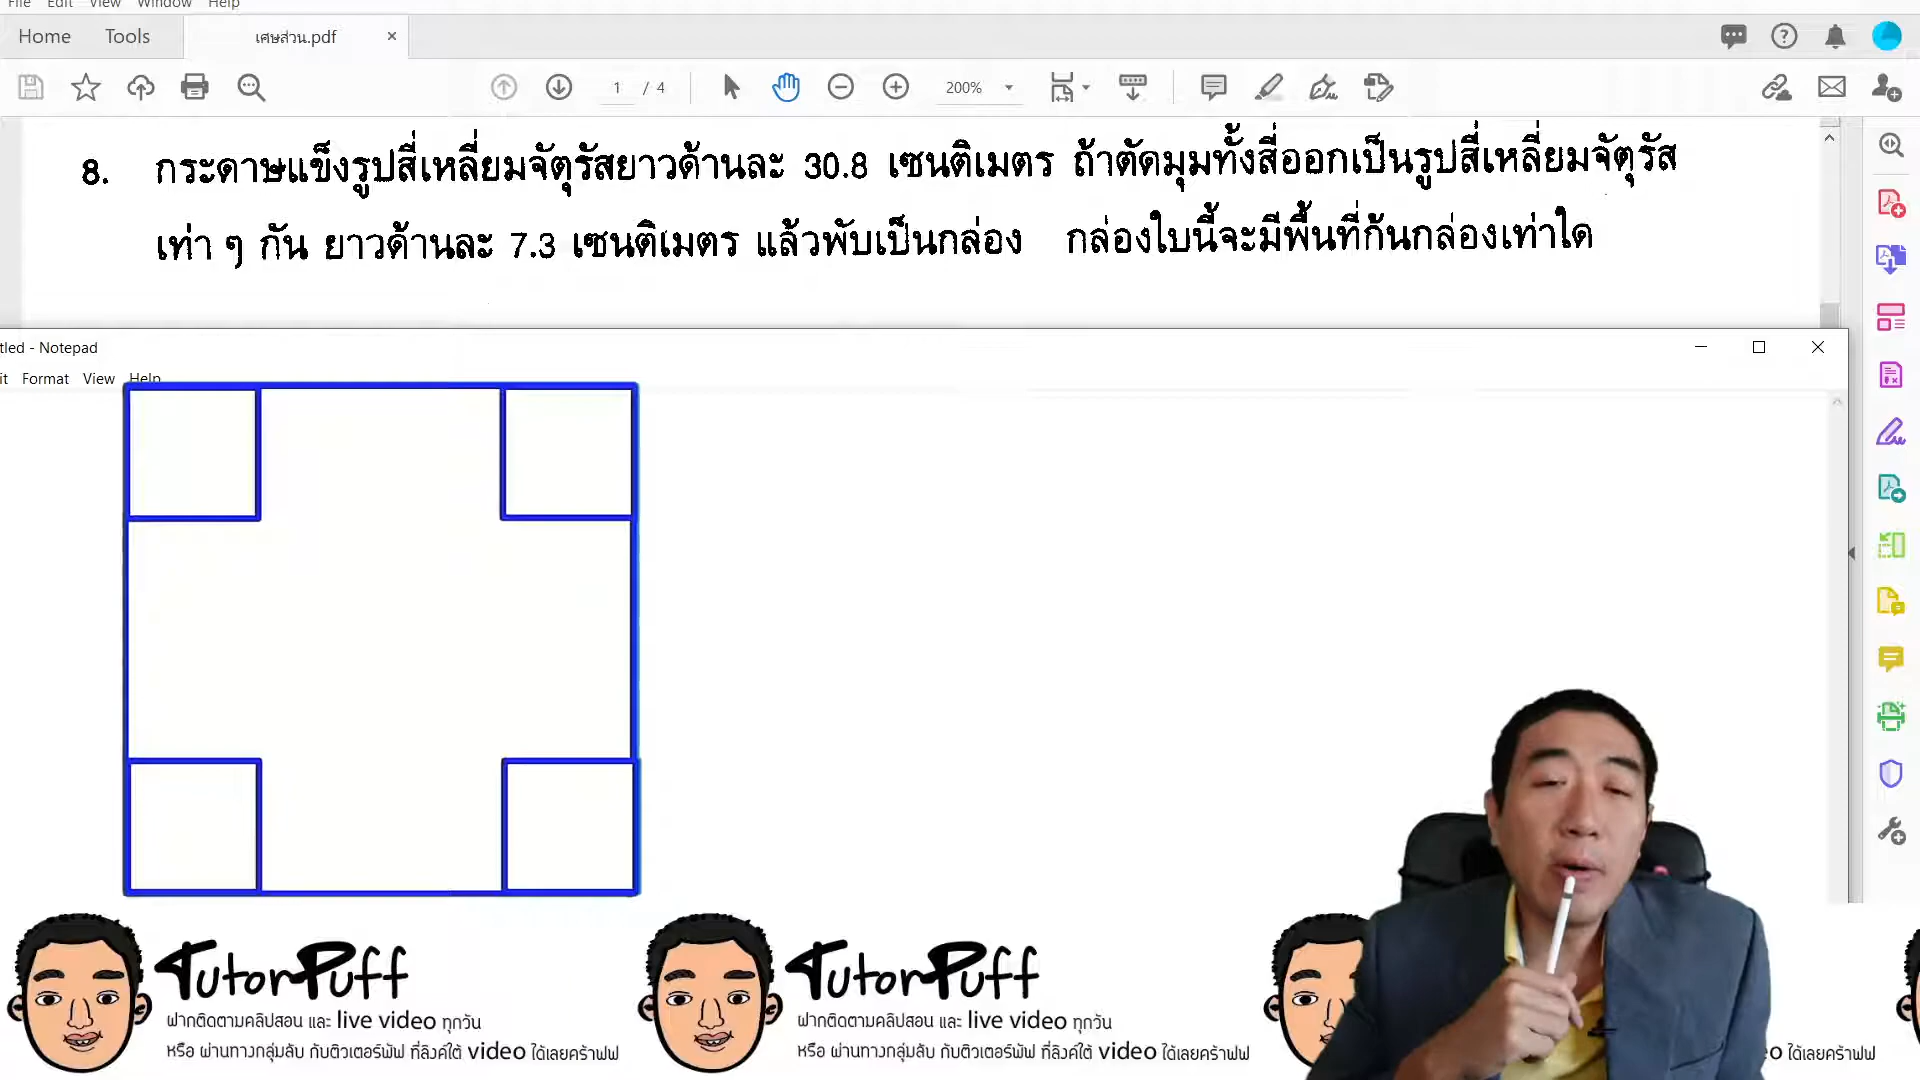 File Edit View Window Help
Home Tools เศษส่วน.pdf ×
1 / 4 200%
8. กระดาษแข็งรูปสี่เหลี่ยมจัตุรัสยาวด้านละ 30.8 เซนติเมตร ถ้าตัดมุมทั้งสี่ออกเป็นรูปสี่เหลี่ยมจัตุรัส
เท่า ๆ กัน ยาวด้านละ 7.3 เซนติเมตร แล้วพับเป็นกล่อง กล่องใบนี้จะมีพื้นที่ก้นกล่องเท่าใด
tled - Notepad
it Format View Help
TutorPuff TutorPuff
ฝากติดตามคลิปสอน และ live video ทุกวัน ฝากติดตามคลิปสอน และ live video ทุกวัน
หรือ ผ่านทางกลุ่มลับ กับติวเตอร์พัฟ ที่ลิงค์ใต้ video ได้เลยคร้าฟฟ หรือ ผ่านทางกลุ่มลับ กับติวเตอร์พัฟ ที่ลิงค์ใต้ video ได้เลยคร้าฟฟ o ได้เลยคร้าฟฟ